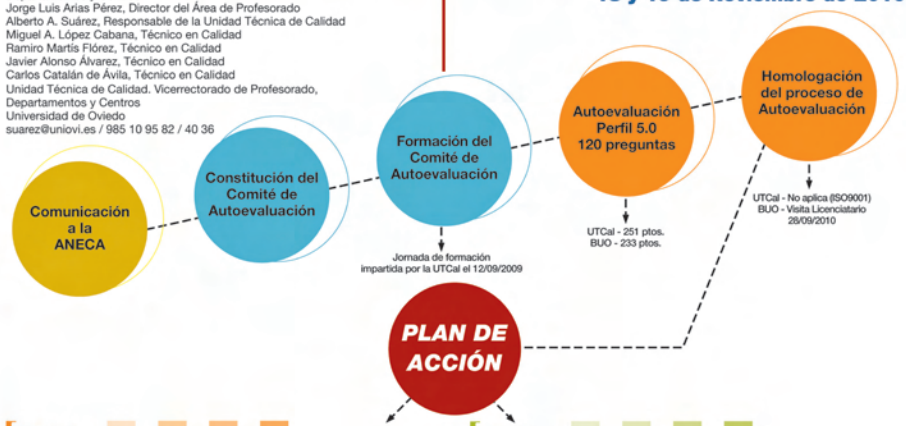 Jorge Luis Arias Pérez, Director del Área de Profesorado
Alberto A. Suárez, Responsable de la Unidad Técnica de Calidad
Miguel A. López Cabana, Técnico en Calidad
Ramiro Martís Flórez, Técnico en Calidad
Javier Alonso Álvarez, Técnico en Calidad
Carlos Catalán de Ávila, Técnico en Calidad
Unidad Técnica de Calidad. Vicerrectorado de Profesorado,
Departamentos y Centros
Universidad de Oviedo
suarez@uniovi.es / 985 10 95 82 / 40 36
Comunicación
a la
ANECA
Constitución del
Comité de
Autoevaluación
Formación del
Comité de
Autoevaluación
Jornada de formación
impartida por la UTCal el 12/09/2009
Autoevaluación
Perfil 5.0
120 preguntas
UTCal - 251 ptos.
BUO - 233 ptos.
Homologación
del proceso de
Autoevaluación
UTCal - No aplica (ISO9001)
BUO - Visita Licenciatario
28/09/2010
PLAN DE
ACCIÓN